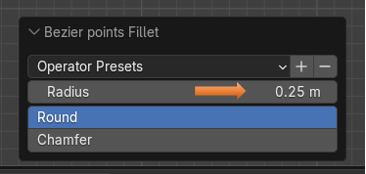 Bezier points Fillet
Operator Presets
Radius 0.25 m
Round
Chamfer